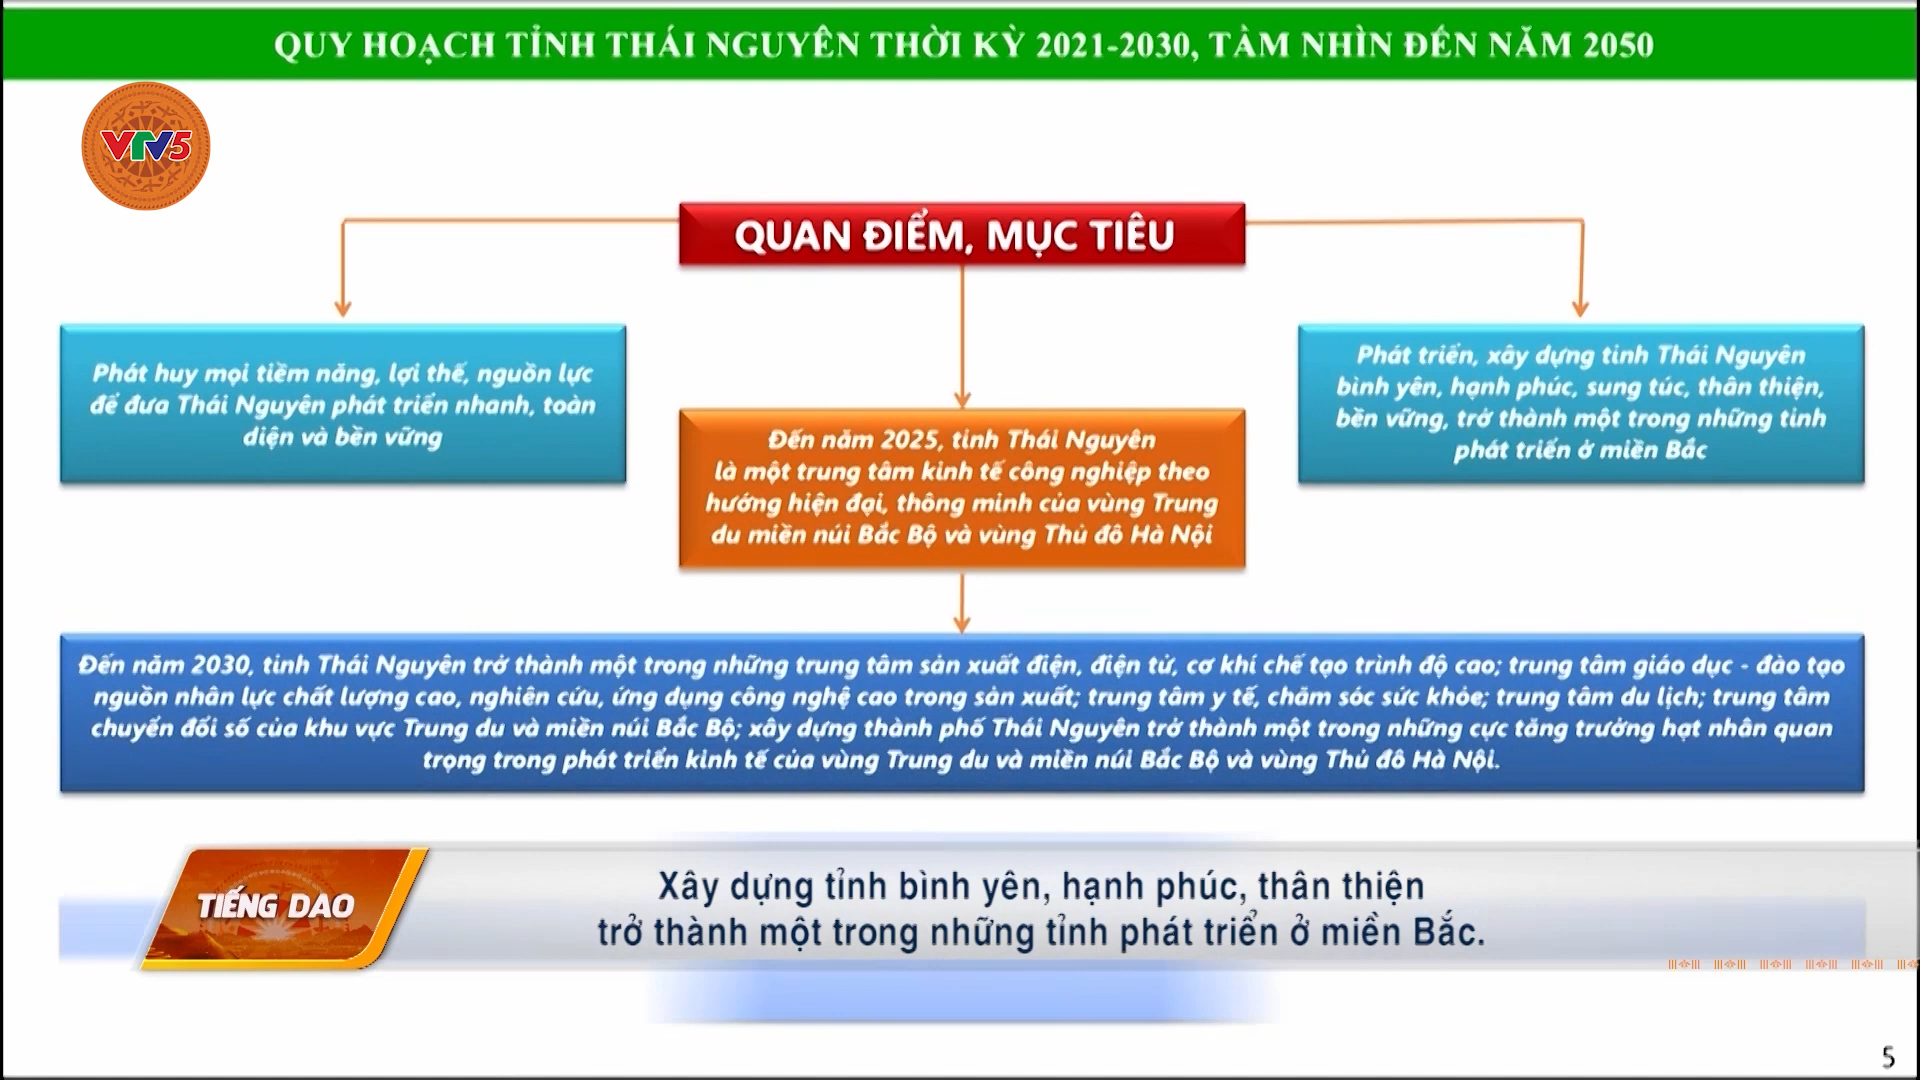 QUY HOẠCH TỈNH THÁI NGUYÊN THỜI KỲ 2021-2030, TẦM NHÌN ĐẾN NĂM 2050
VTV5
QUAN ĐIỂM, MỤC TIÊU
Phát huy mọi tiềm năng, lợi thế, nguồn lực
để đưa Thái Nguyên phát triển nhanh, toàn
diện và bền vững
Phát triển, xây dựng tỉnh Thái Nguyên
bình yên, hạnh phúc, sung túc, thân thiện,
bền vững, trở thành một trong những tỉnh
phát triển ở miền Bắc
Đến năm 2025, tỉnh Thái Nguyên
là một trung tâm kinh tế công nghiệp theo
hướng hiện đại, thông minh của vùng Trung
du miền núi Bắc Bộ và vùng Thủ đô Hà Nội
Đến năm 2030, tỉnh Thái Nguyên trở thành một trong những trung tâm sản xuất điện, điện tử, cơ khí chế tạo trình độ cao; trung tâm giáo dục - đào tạo
nguồn nhân lực chất lượng cao, nghiên cứu, ứng dụng công nghệ cao trong sản xuất; trung tâm y tế, chăm sóc sức khỏe; trung tâm du lịch; trung tâm
chuyển đổi số của khu vực Trung du và miền núi Bắc Bộ; xây dựng thành phố Thái Nguyên trở thành một trong những cực tăng trưởng hạt nhân quan
trọng trong phát triển kinh tế của vùng Trung du và miền núi Bắc Bộ và vùng Thủ đô Hà Nội.
TIẾNG DAO
Xây dựng tỉnh bình yên, hạnh phúc, thân thiện
trở thành một trong những tỉnh phát triển ở miền Bắc.
5